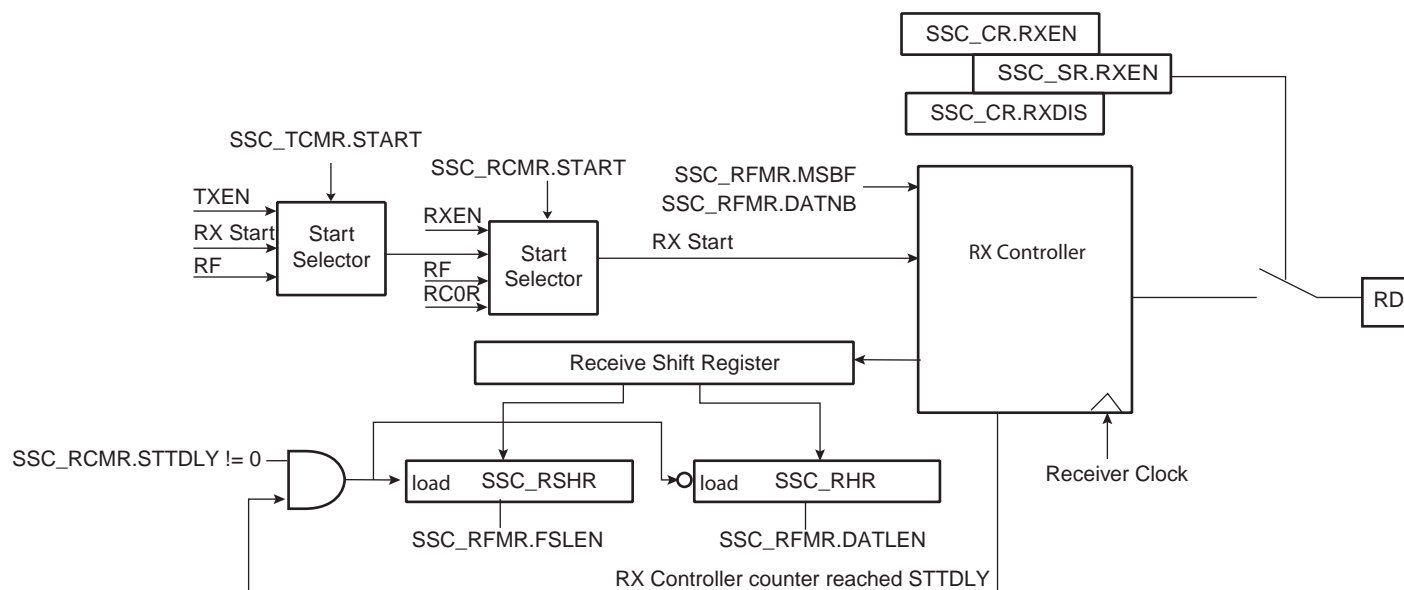 SSC_CR.RXEN
SSC_SR.RXEN
SSC_CR.RXDIS
SSC_TCMR.START
SSC_RCMR.START
SSC_RFMR.MSBF
SSC_RFMR.DATNB
TXEN
RX Start
RF
Start
Selector
RXEN
RF
RC0R
Start
Selector
RX Start
RX Controller
RD
Receive Shift Register
SSC_RCMR.STTDLY != 0
load
SSC_RSHR
load
SSC_RHR
Receiver Clock
SSC_RFMR.FSLEN
SSC_RFMR.DATLEN
RX Controller counter reached STTDLY